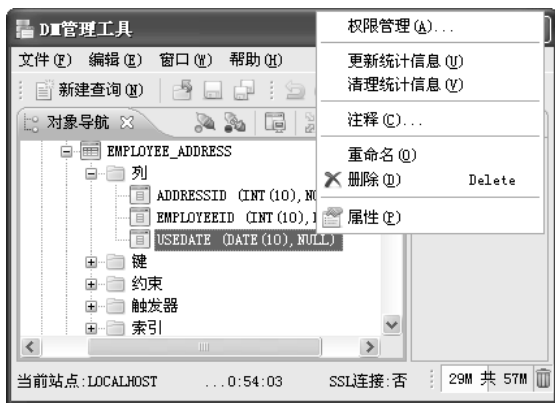 DM管理工具
文件(F) 编辑(E) 窗口(W) 帮助(H)
新建查询(N)
对象导航
EMPLOYEE_ADDRESS
列
ADDRESSID (INT(10), NO
EMPLOYEEID (INT(10),
USEDATE (DATE(10), NULL)
键
约束
触发器
索引
权限管理(A)...
更新统计信息(U)
清理统计信息(V)
注释(C)...
重命名(O)
删除(D) Delete
属性(P)
当前站点:LOCALHOST ...0:54:03 SSL连接:否 29M 共 57M